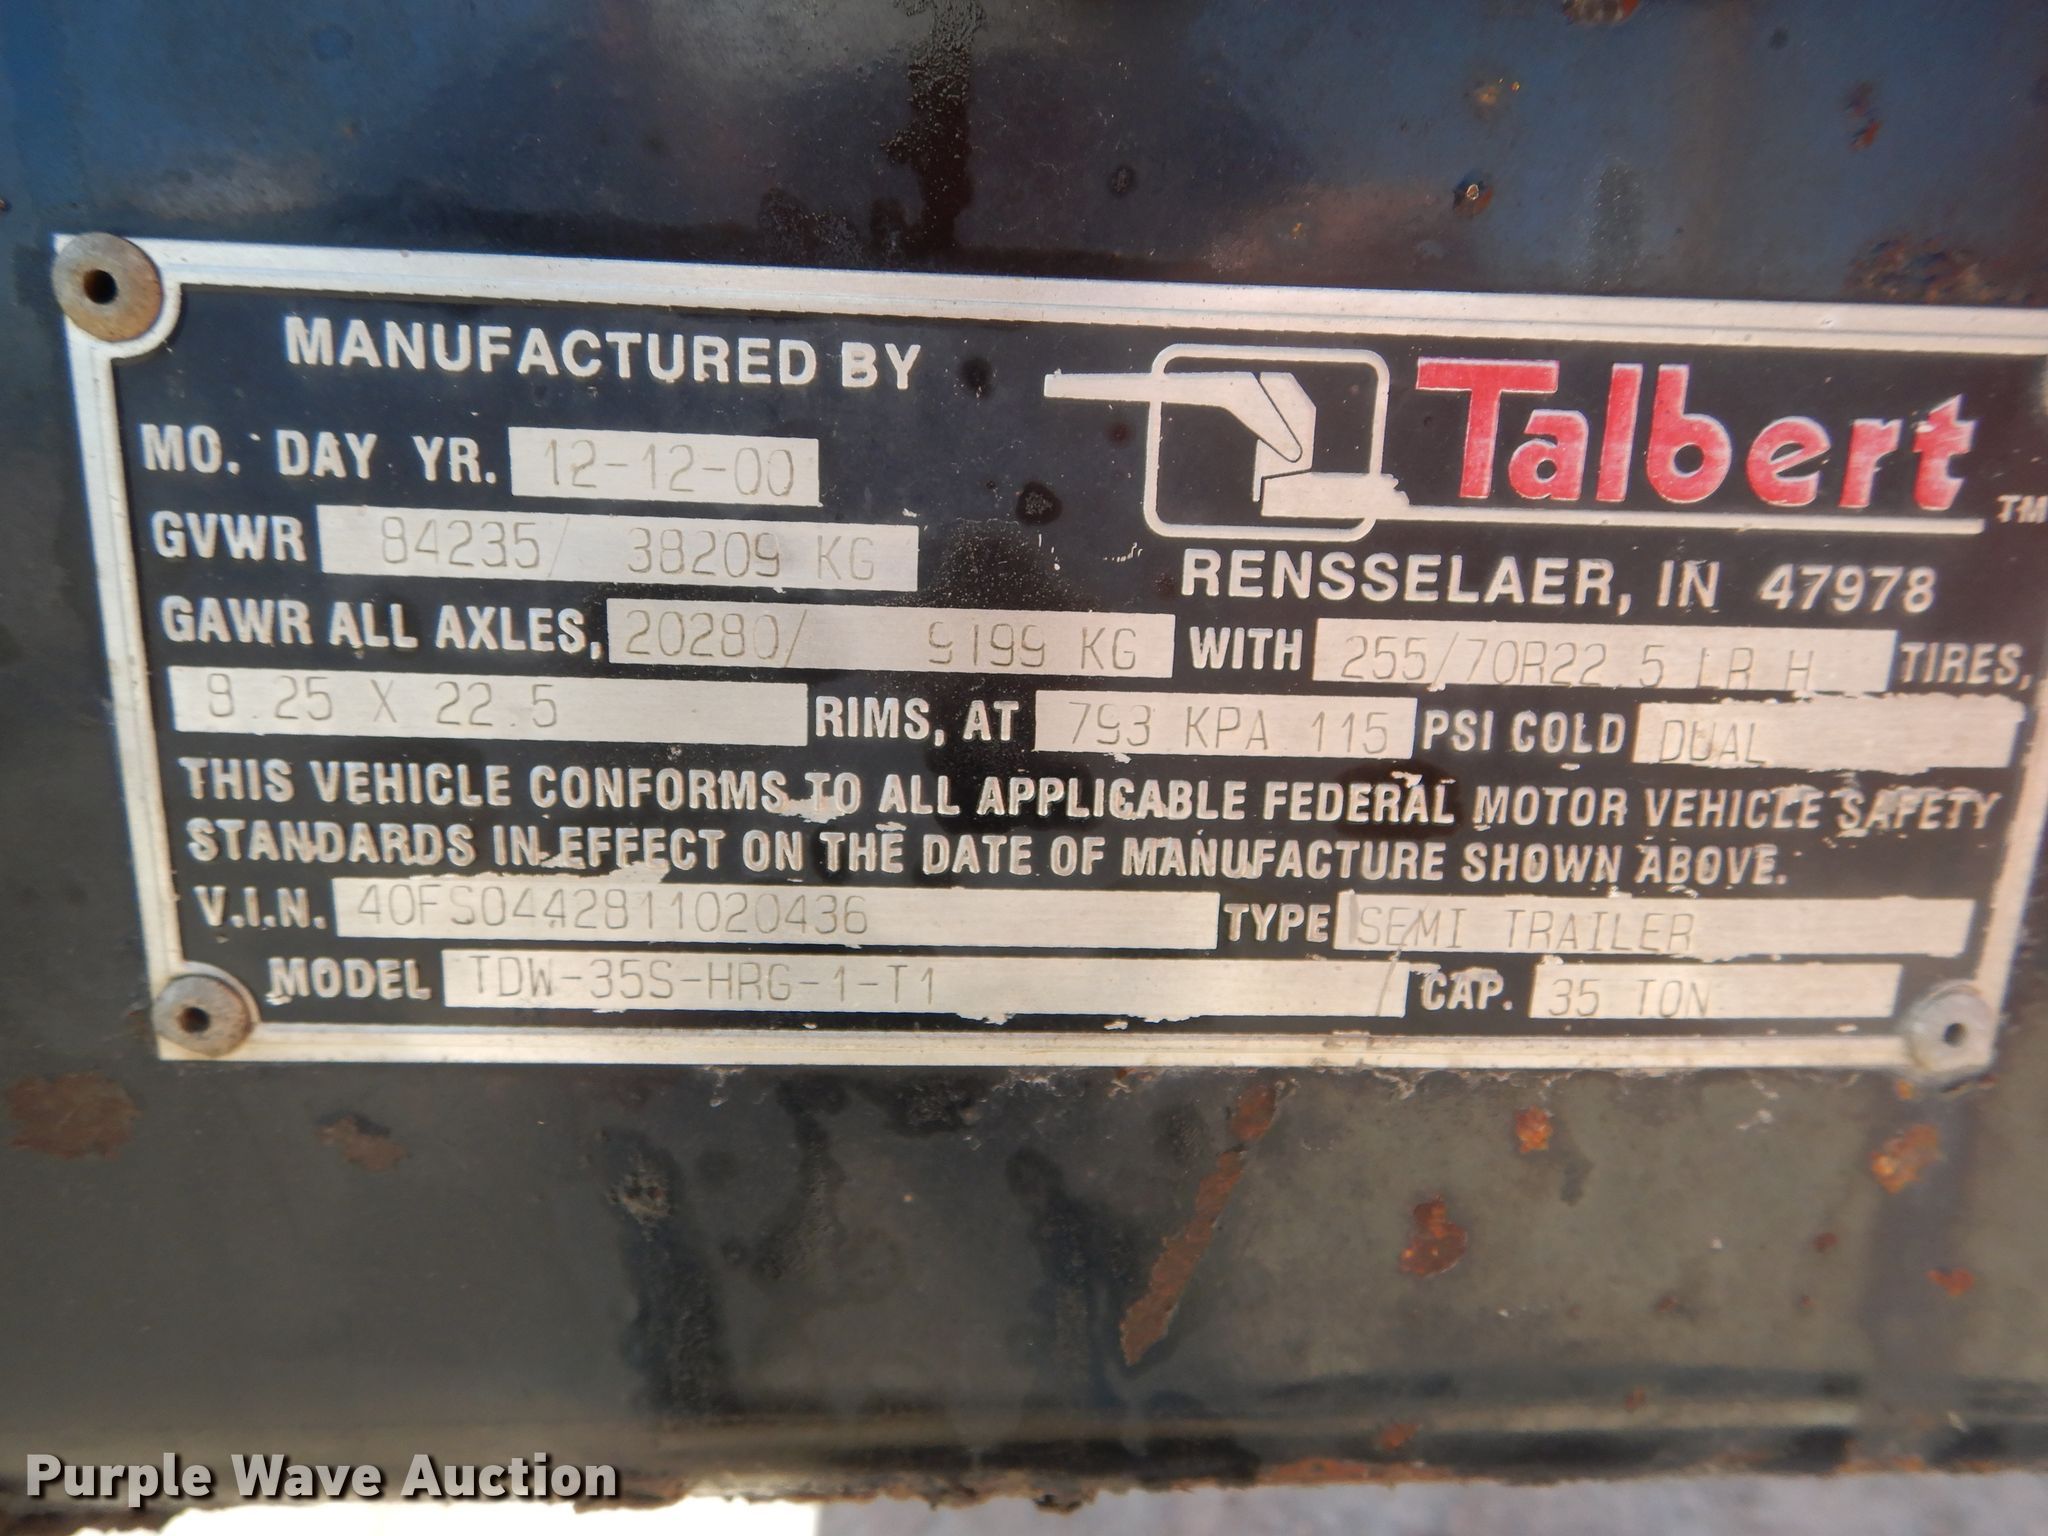 MANUFACTURED BY Talbert TM
MO. DAY YR. 12-12-00
GVWR 84235/ 38209 KG RENSSELAER, IN 47978
GAWR ALL AXLES, 20280/ 9199 KG WITH 255/70R22.5 LR H TIRES,
8.25 X 22.5 RIMS, AT 793 KPA 115 PSI COLD DUAL
THIS VEHICLE CONFORMS TO ALL APPLICABLE FEDERAL MOTOR VEHICLE SAFETY
STANDARDS IN EFFECT ON THE DATE OF MANUFACTURE SHOWN ABOVE.
V.I.N. 40FS0442811020436 TYPE SEMI TRAILER
MODEL TDW-35S-HRG-1-T1 CAP. 35 TON
Purple Wave Auction